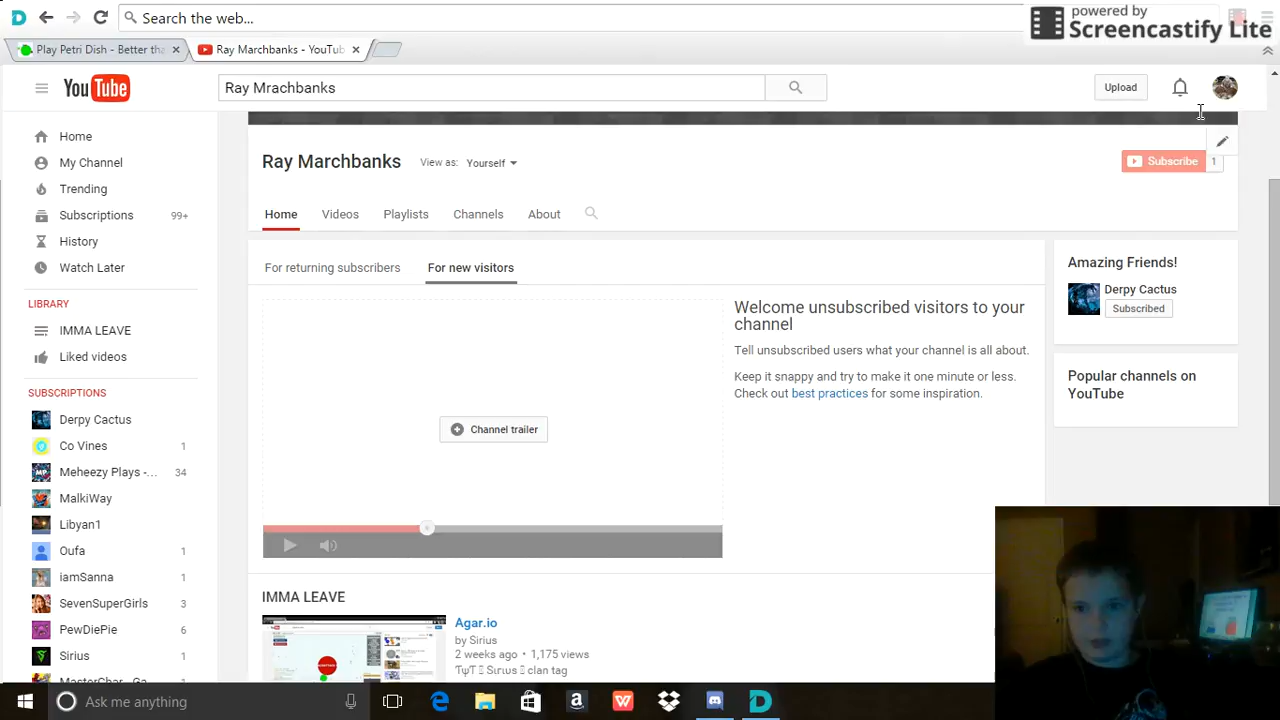 Search the web...
powered by
Screencastify Lite
Play Petri Dish - Better tha
Ray Marchbanks - YouTub
YouTube
Ray Mrachbanks
Upload
Home
My Channel
Trending
Subscriptions 99+
History
Watch Later
LIBRARY
IMMA LEAVE
Liked videos
SUBSCRIPTIONS
Derpy Cactus
Co Vines 1
Meheezy Plays -... 34
MalkiWay
Libyan1
Oufa 1
iamSanna 1
SevenSuperGirls 3
PewDiePie 6
Sirius 1
Ray Marchbanks
View as: Yourself
Subscribe 1
Home Videos Playlists Channels About
For returning subscribers For new visitors
Channel trailer
Welcome unsubscribed visitors to your
channel
Tell unsubscribed users what your channel is all about.
Keep it snappy and try to make it one minute or less.
Check out best practices for some inspiration.
IMMA LEAVE
Agar.io
by Sirius
2 weeks ago • 1,175 views
clan tag
Amazing Friends!
Derpy Cactus
Subscribed
Popular channels on
YouTube
Ask me anything